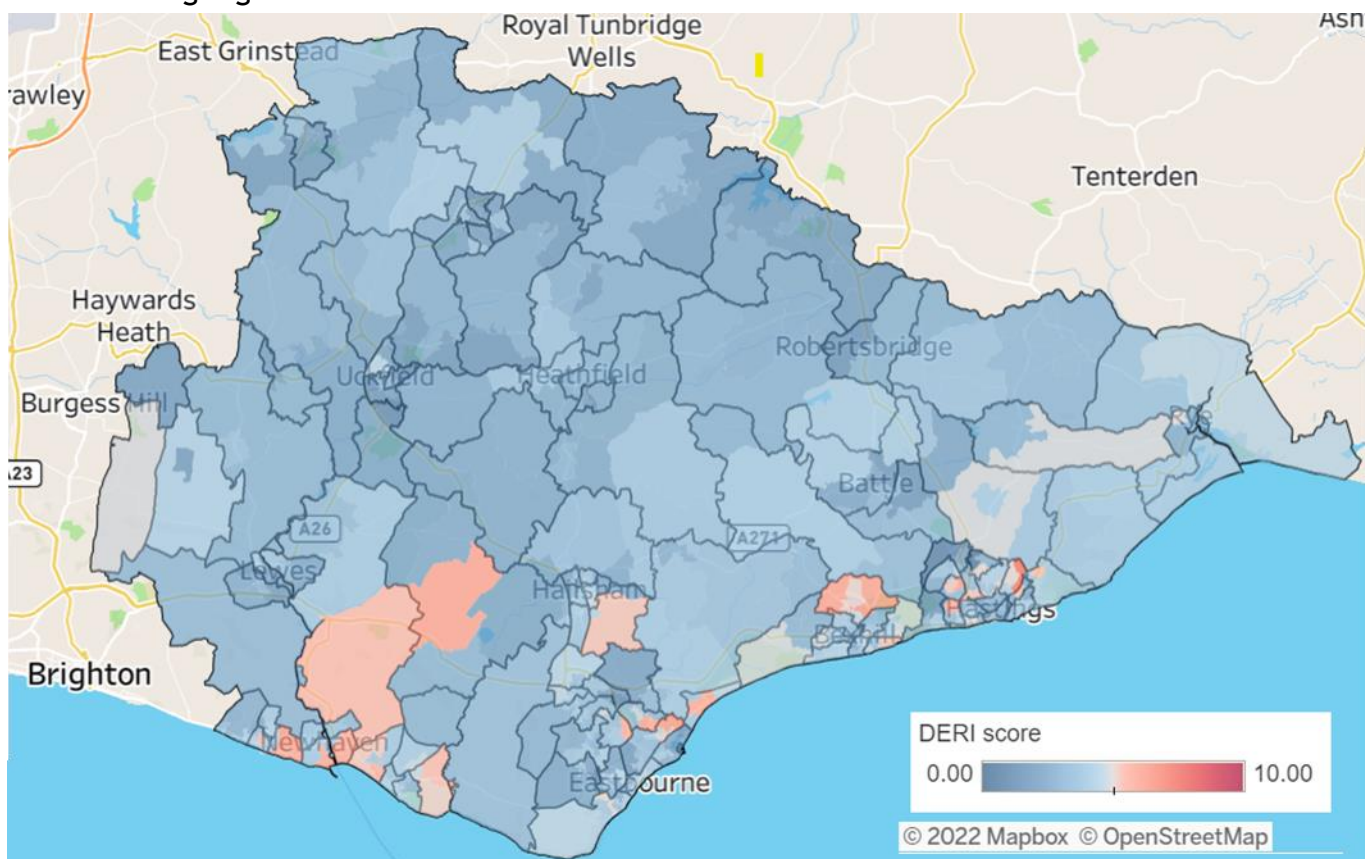 East Grinstead
Royal Tunbridge
Wells
Ash
rawley
Tenterden
Haywards
Heath
Robertsbridge
Uckfield
Heathfield
Burgess Hill
Rye
A23
Battle
A26
A271
Lewes
Hailsham
Hastings
Bexhill
Brighton
Newhaven
Eastbourne
DERI score
0.00
10.00
© 2022 Mapbox © OpenStreetMap